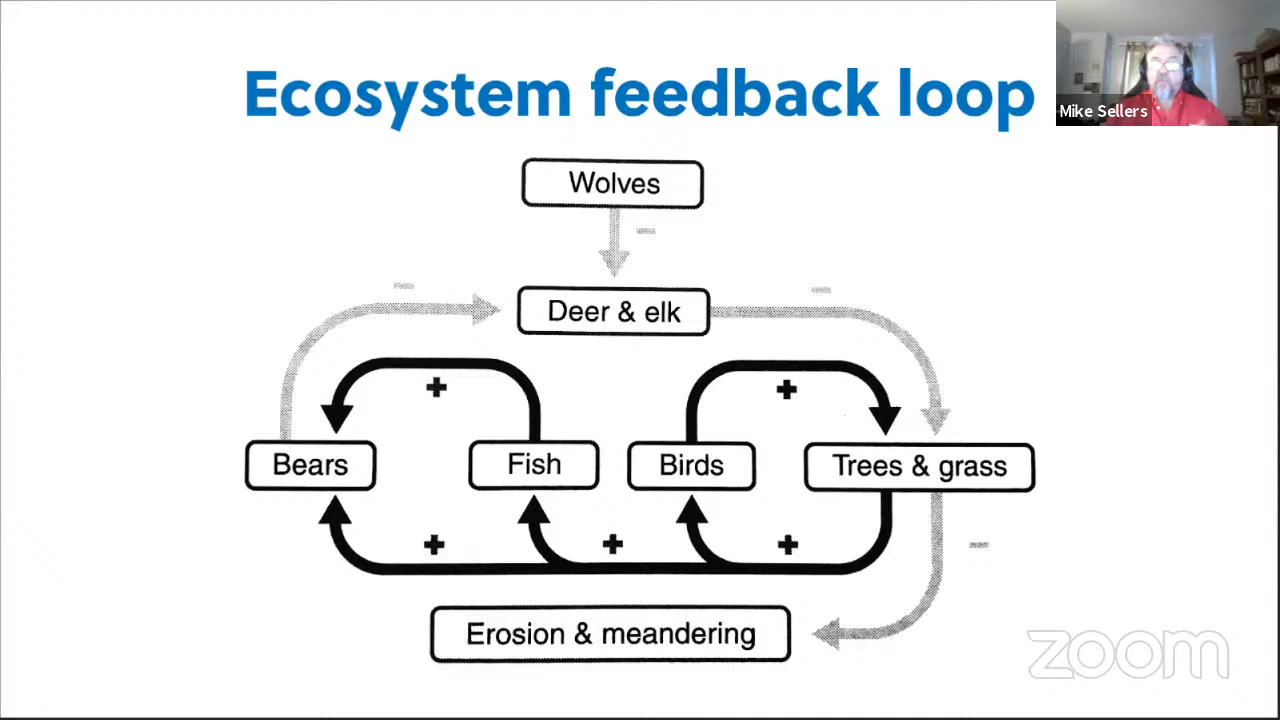 Ecosystem feedback loop
Mike Sellers
Wolves
–
–
Deer & elk
–
+
+
Bears
Fish
Birds
Trees & grass
+
+
+
–
Erosion & meandering
zoom